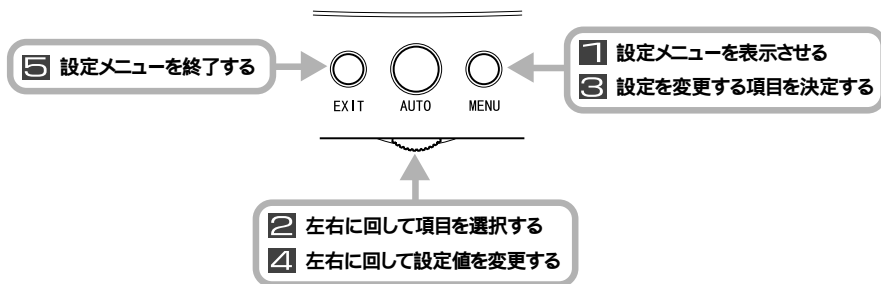 5 設定メニューを終了する
1 設定メニューを表示させる
3 設定を変更する項目を決定する
EXIT AUTO MENU
2 左右に回して項目を選択する
4 左右に回して設定値を変更する